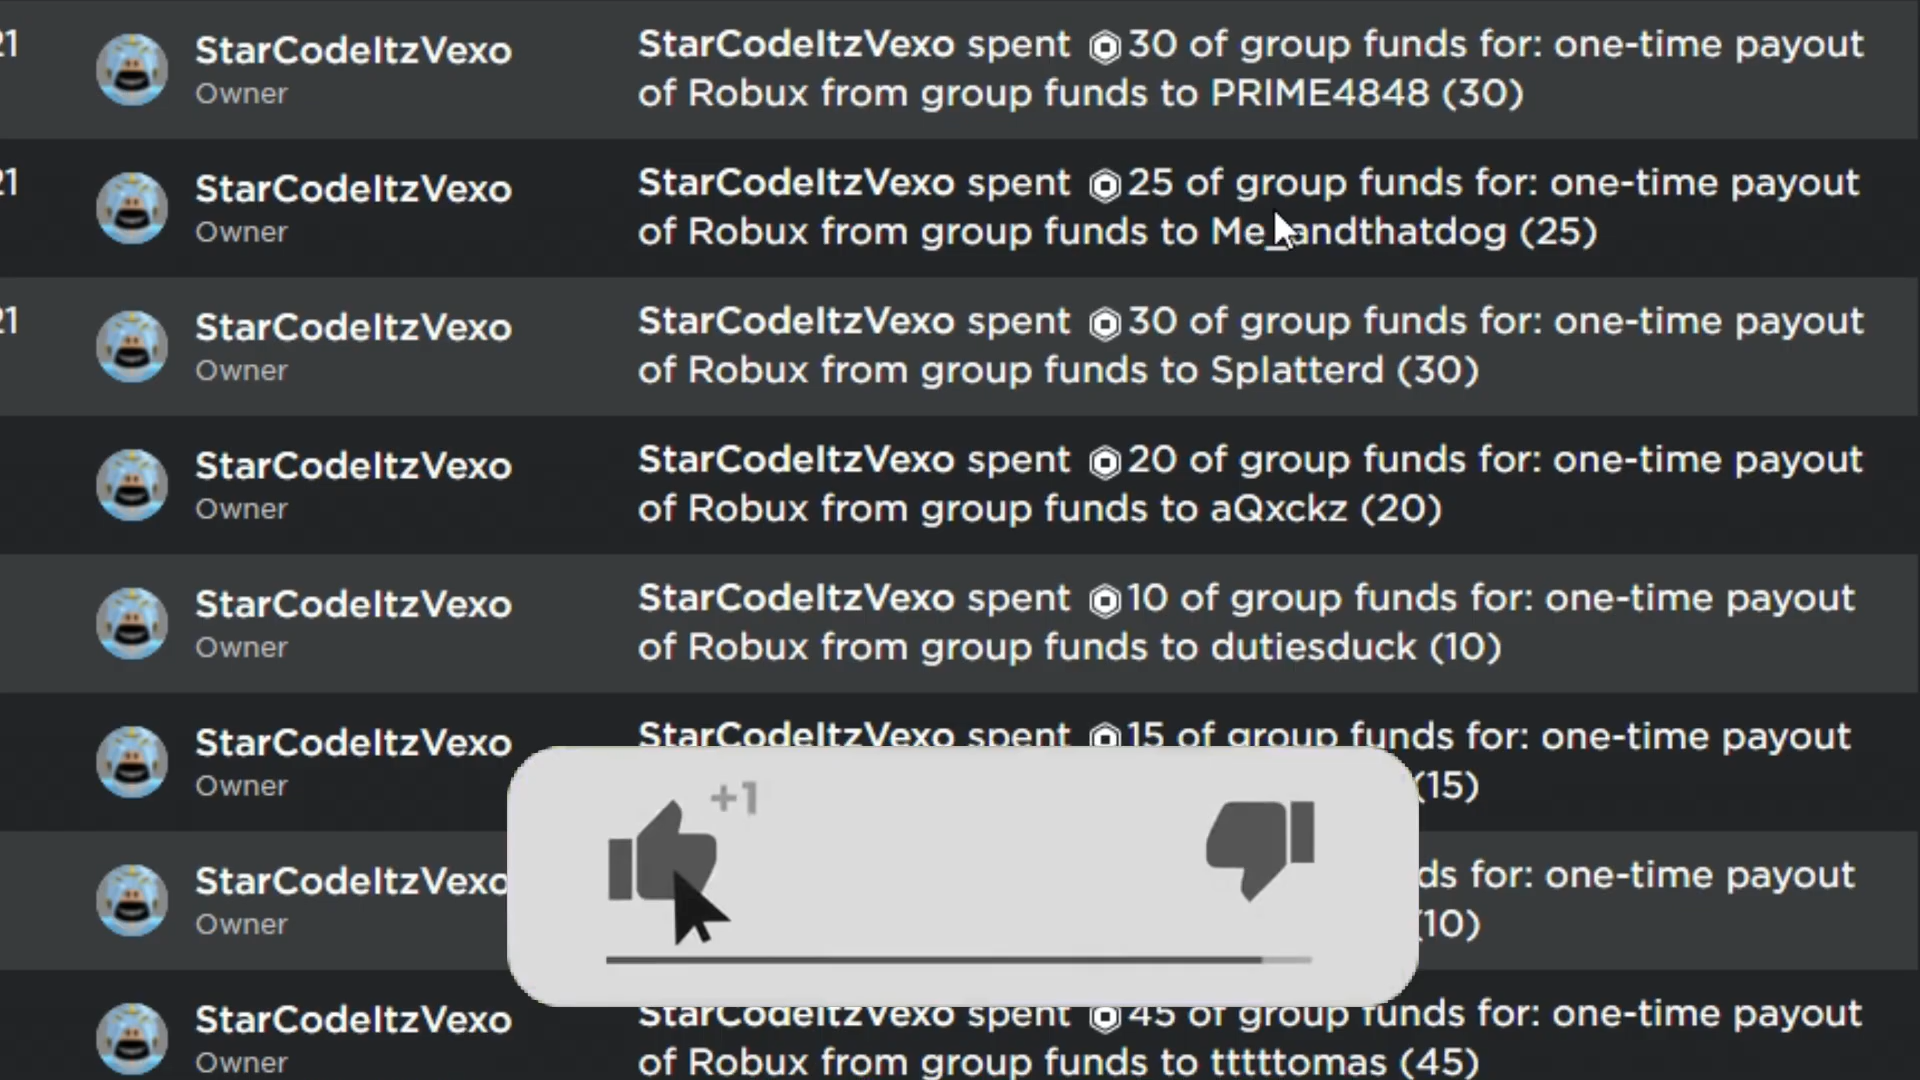 21
StarCodeItzVexo
Owner
StarCodeItzVexo spent 30 of group funds for: one-time payout
of Robux from group funds to PRIME4848 (30)
21
StarCodeItzVexo
Owner
StarCodeItzVexo spent 25 of group funds for: one-time payout
of Robux from group funds to Me_andthatdog (25)
21
StarCodeItzVexo
Owner
StarCodeItzVexo spent 30 of group funds for: one-time payout
of Robux from group funds to Splatterd (30)
StarCodeItzVexo
Owner
StarCodeItzVexo spent 20 of group funds for: one-time payout
of Robux from group funds to aQxckz (20)
StarCodeItzVexo
Owner
StarCodeItzVexo spent 10 of group funds for: one-time payout
of Robux from group funds to dutiesduck (10)
StarCodeItzVexo
Owner
StarCodeItzVexo spent 15 of group funds for: one-time payout
(15)
StarCodeItzVexo
Owner
ds for: one-time payout
(10)
+1
StarCodeItzVexo
Owner
StarCodeItzVexo spent 45 of group funds for: one-time payout
of Robux from group funds to tttttomas (45)